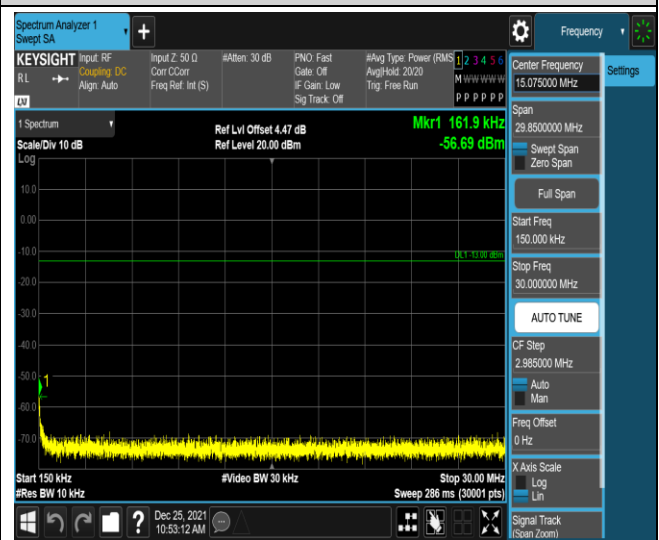 Spectrum Analyzer 1
Swept SA
+
Frequency
KEYSIGHT
RL
LXI
Input: RF
Coupling: DC
Align: Auto
Input Z: 50 Ω
Corr CCorr
Freq Ref: Int (S)
#Atten: 30 dB
PNO: Fast
Gate: Off
IF Gain: Low
Sig Track: Off
#Avg Type: Power (RMS
Avg|Hold: 20/20
Trig: Free Run
1 2 3 4 5 6
M W W W W W
P P P P P P
1 Spectrum
Scale/Div 10 dB
Ref Lvl Offset 4.47 dB
Ref Level 20.00 dBm
Mkr1 161.9 kHz
-56.69 dBm
Log
10.0
0.00
-10.0
-20.0
-30.0
-40.0
-50.0
-60.0
-70.0
DL1 -13.00 dBm
1
Start 150 kHz
#Res BW 10 kHz
#Video BW 30 kHz
Stop 30.00 MHz
Sweep 286 ms (30001 pts)
Dec 25, 2021
10:53:12 AM
?
Center Frequency
15.075000 MHz
Settings
Span
29.8500000 MHz
Swept Span
Zero Span
Full Span
Start Freq
150.000 kHz
Stop Freq
30.000000 MHz
AUTO TUNE
CF Step
2.985000 MHz
Auto
Man
Freq Offset
0 Hz
X Axis Scale
Log
Lin
Signal Track
(Span Zoom)